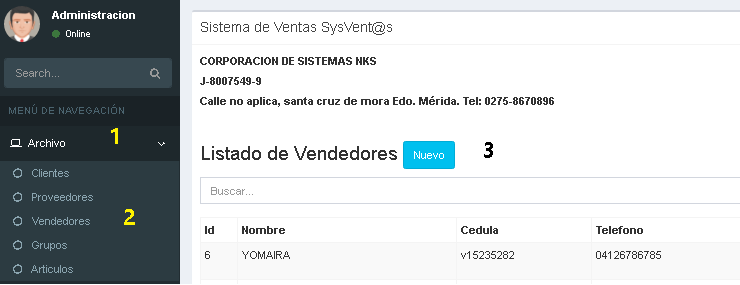 Administracion
Online
Search...
MENÚ DE NAVEGACIÓN
Archivo 1
Clientes
Proveedores
Vendedores 2
Grupos
Articulos
Sistema de Ventas SysVent@s
CORPORACION DE SISTEMAS NKS
J-8007549-9
Calle no aplica, santa cruz de mora Edo. Mérida. Tel: 0275-8670896
Listado de Vendedores Nuevo 3
Buscar...
Id Nombre Cedula Telefono
6 YOMAIRA v15235282 04126786785